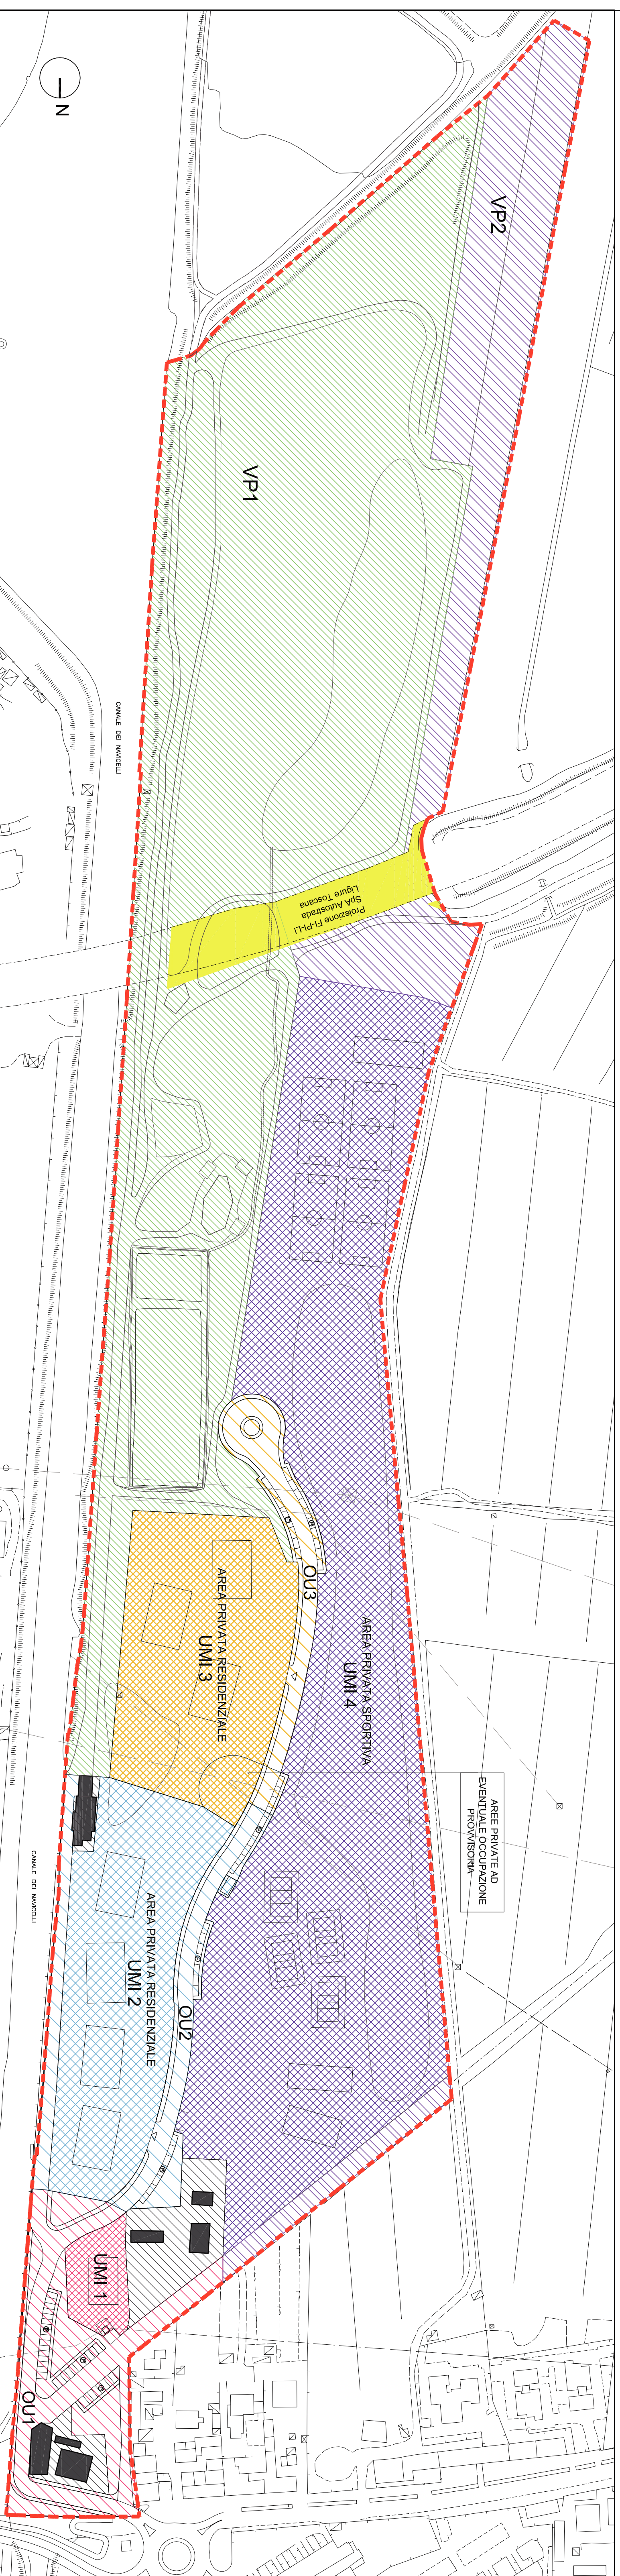 N
VP2
VP1
CANALE DEI NAVICELLI
Proiezione FI-PI-LI
SpA Autostrada
Ligure Toscana
OU3
AREA PRIVATA RESIDENZIALE
UMI 3
AREA PRIVATA SPORTIVA
UMI 4
AREE PRIVATE AD
EVENTUALE OCCUPAZIONE
PROVVISORIA
CANALE DEI NAVICELLI
AREA PRIVATA RESIDENZIALE
UMI 2
OU2
UMI 1
OU1